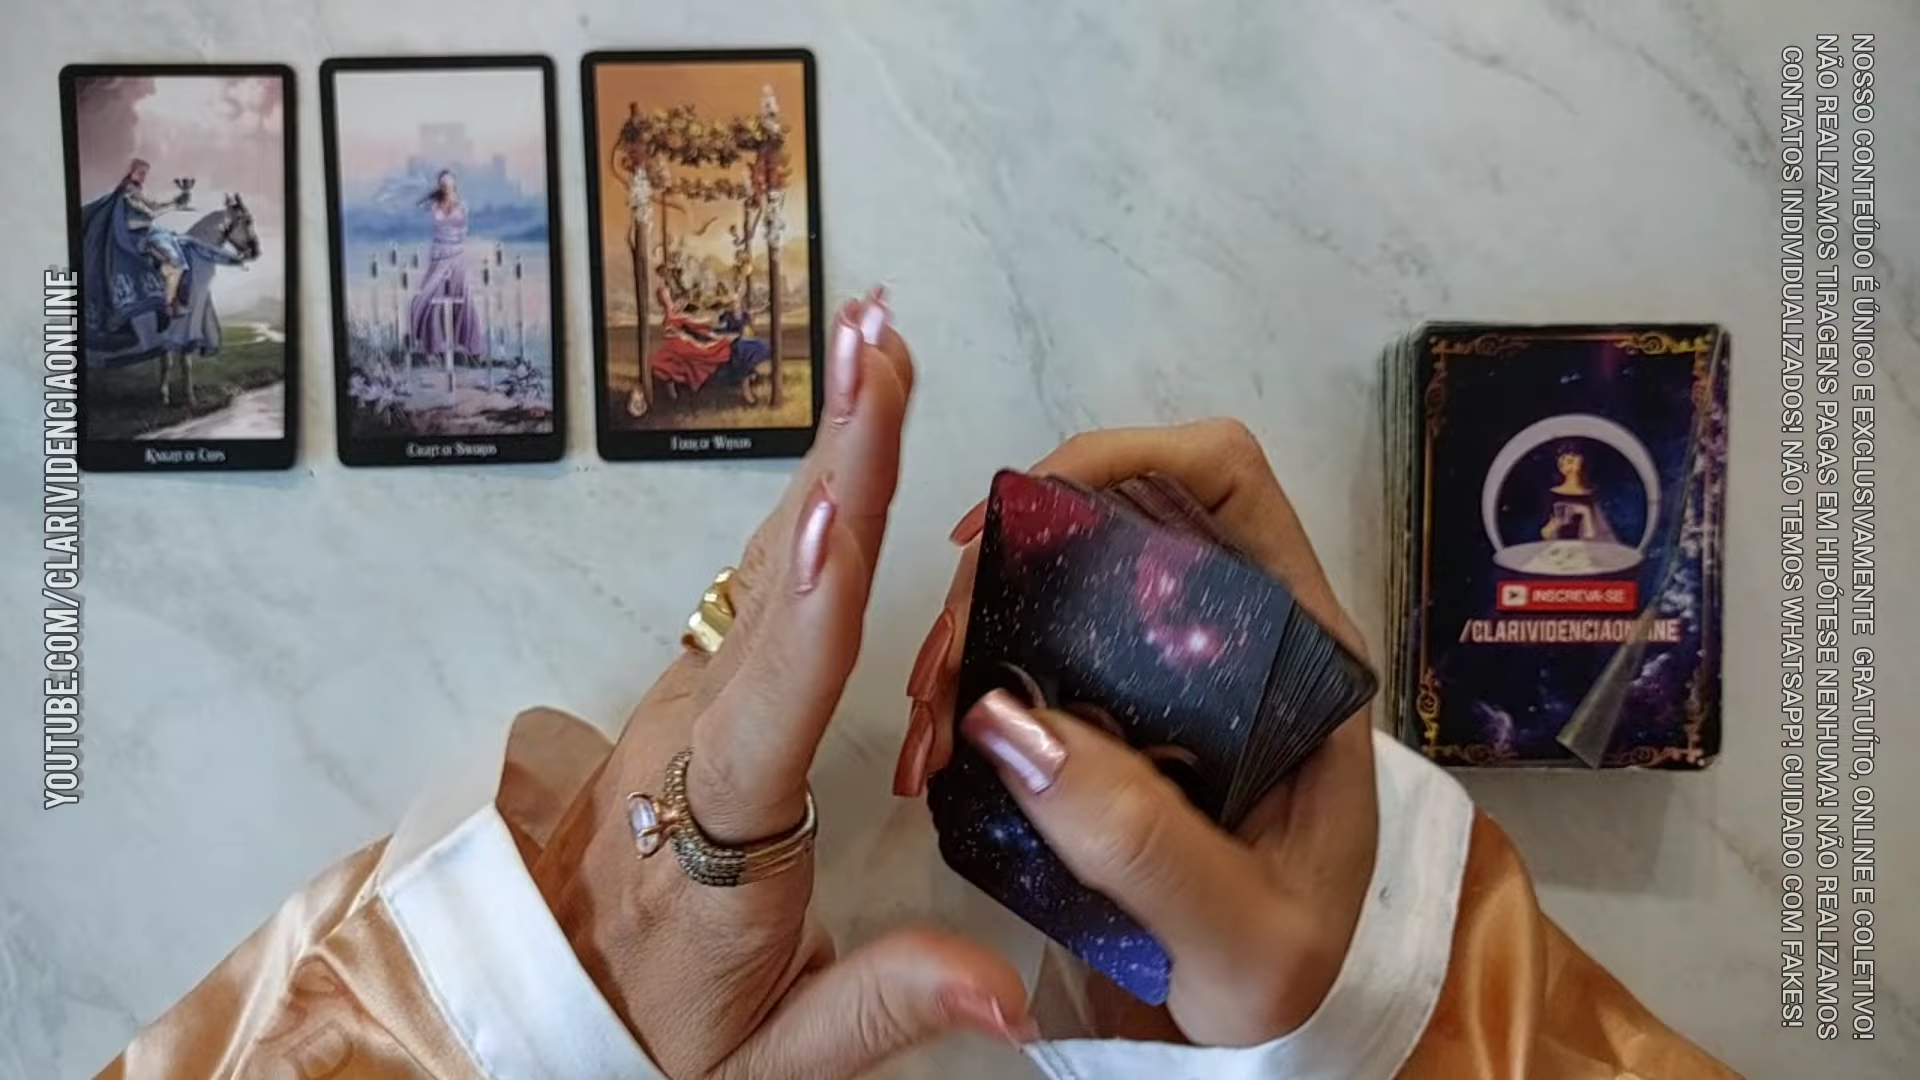 YOUTUBE.COM/CLARIVIDENCIAONLINE
KNIGHT OF CUPS
EIGHT OF SWORDS
FOUR OF WANDS
INSCREVA-SE
/CLARIVIDENCIAONLINE
NOSSO CONTEÚDO É ÚNICO E EXCLUSIVAMENTE GRATUÍTO, ONLINE E COLETIVO!
NÃO REALIZAMOS TIRAGENS PAGAS EM HIPÓTESE NENHUMA! NÃO REALIZAMOS
CONTATOS INDIVIDUALIZADOS! NÃO TEMOS WHATSAPP! CUIDADO COM FAKES!